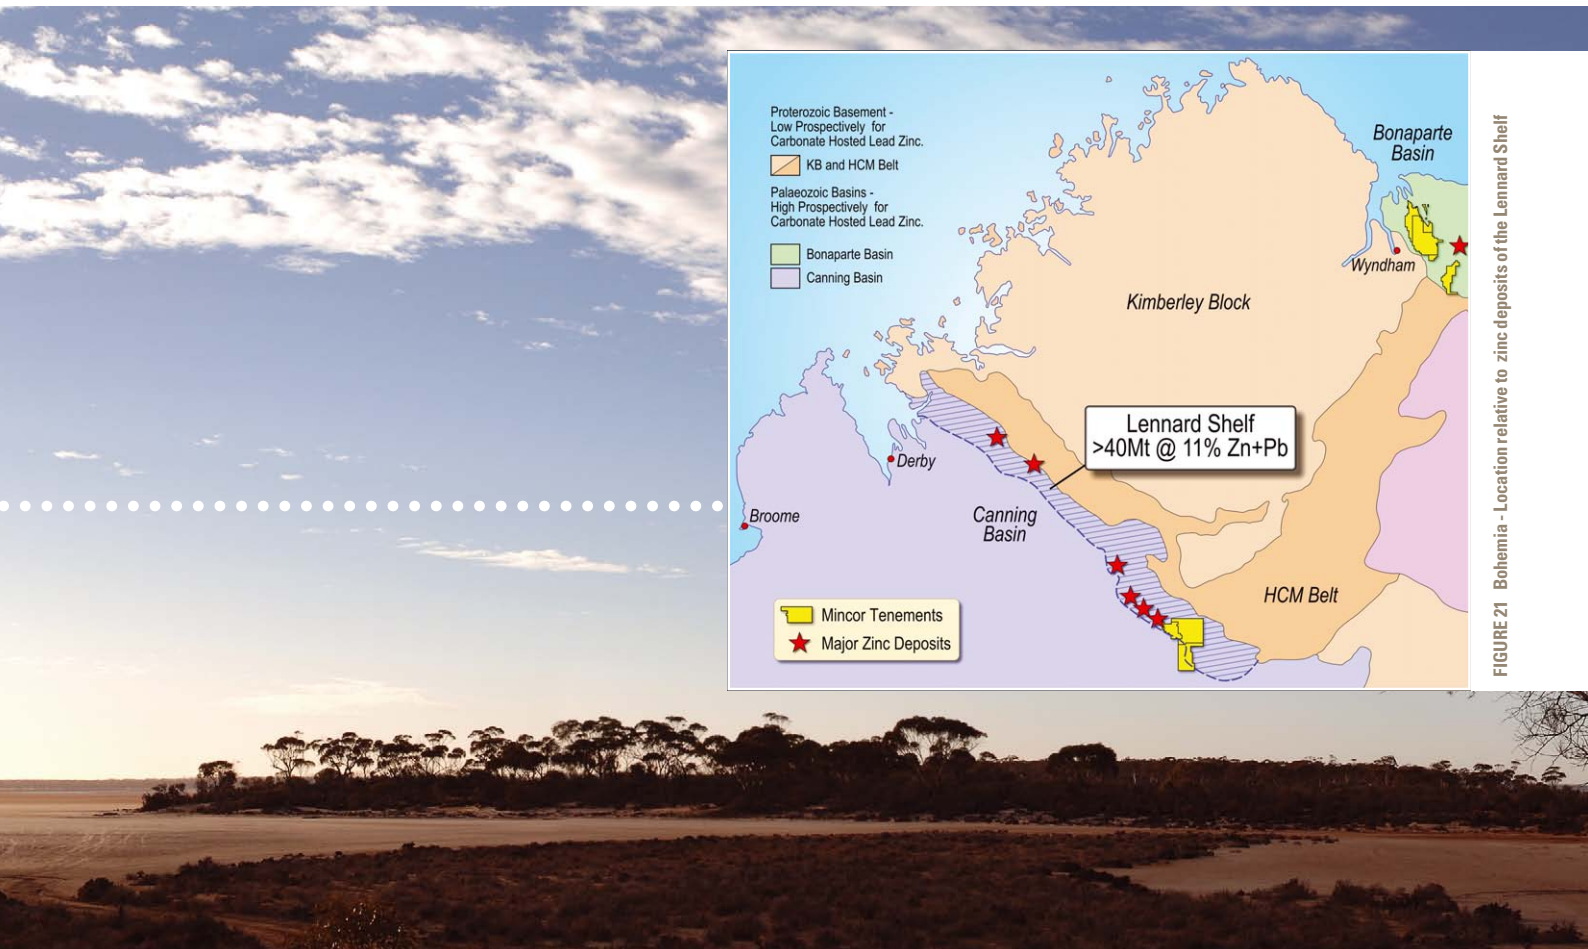 Proterozoic Basement -
Low Prospectively for
Carbonate Hosted Lead Zinc.
KB and HCM Belt
Palaeozoic Basins -
High Prospectively for
Carbonate Hosted Lead Zinc.
Bonaparte Basin
Canning Basin
Bonaparte
Basin
Wyndham
Kimberley Block
Lennard Shelf
>40Mt @ 11% Zn+Pb
Derby
Broome
Canning
Basin
HCM Belt
Mincor Tenements
Major Zinc Deposits
FIGURE 21 Bohemia - Location relative to zinc deposits of the Lennard Shelf